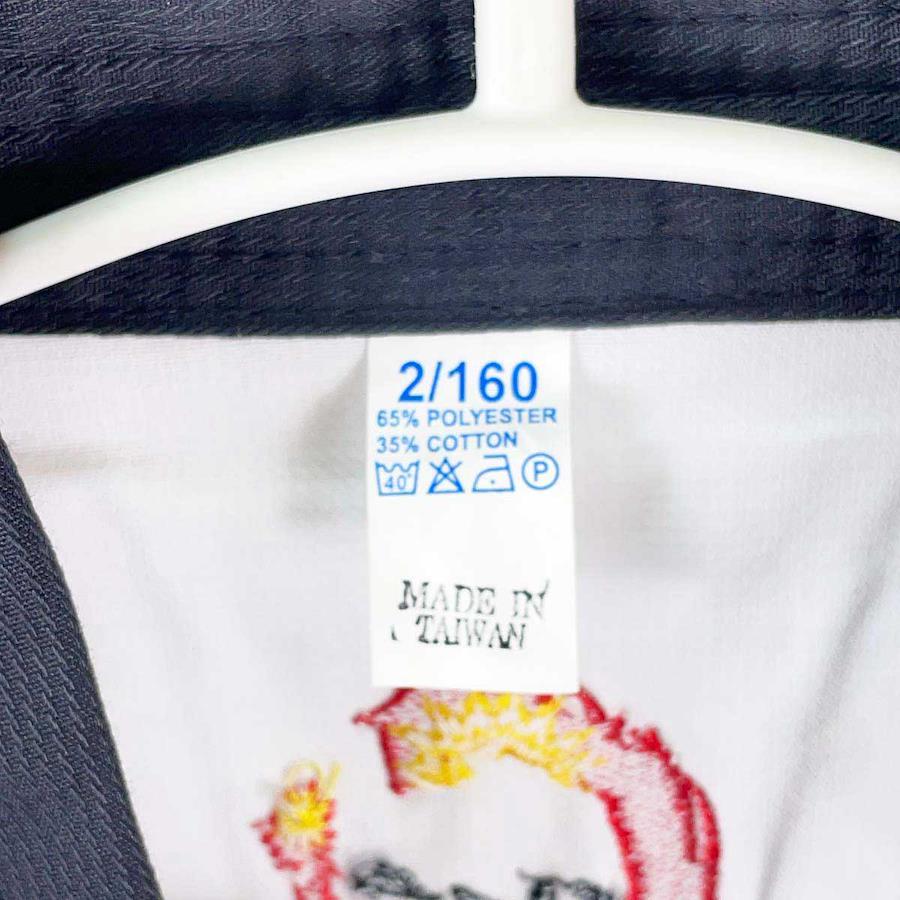 2/160
65% POLYESTER
35% COTTON
40° P
MADE IN
TAIWAN